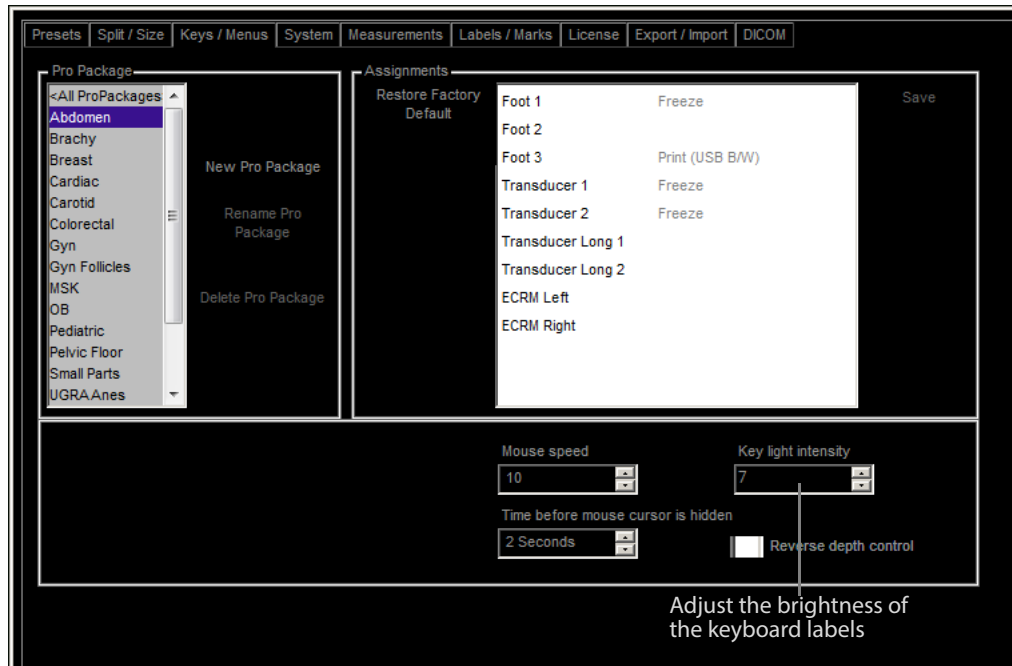 Presets Split / Size Keys / Menus System Measurements Labels / Marks License Export / Import DICOM
Pro Package
<All ProPackages
Abdomen
Brachy
Breast
Cardiac
Carotid
Colorectal
Gyn
Gyn Follicles
MSK
OB
Pediatric
Pelvic Floor
Small Parts
UGRA Anes
New Pro Package
Rename Pro
Package
Delete Pro Package
Assignments
Restore Factory
Default
Foot 1 Freeze
Foot 2
Foot 3 Print (USB B/W)
Transducer 1 Freeze
Transducer 2 Freeze
Transducer Long 1
Transducer Long 2
ECRM Left
ECRM Right
Save
Mouse speed
10
Key light intensity
7
Time before mouse cursor is hidden
2 Seconds
Reverse depth control
Adjust the brightness of
the keyboard labels